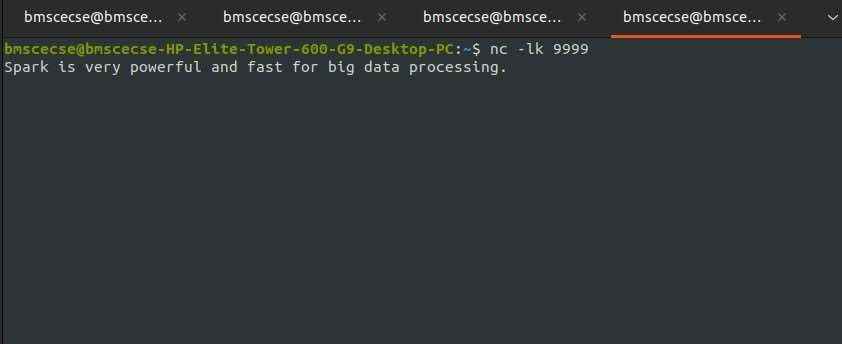 bmscecse@bmsce... bmscecse@bmsce... bmscecse@bmsce... bmscecse@bmsce...
bmscecse@bmscecse-HP-Elite-Tower-600-G9-Desktop-PC:~$ nc -lk 9999
Spark is very powerful and fast for big data processing.